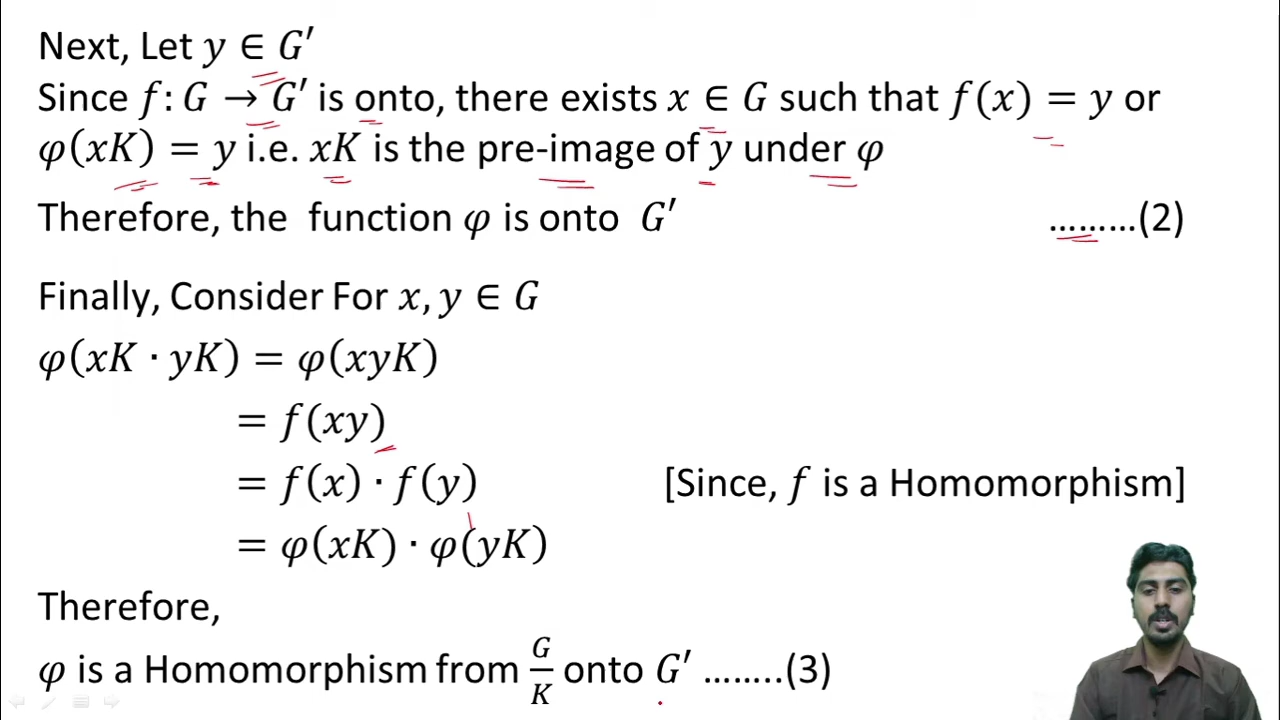 Next, Let 𝑦 ∈ 𝐺′
Since 𝑓: 𝐺 → 𝐺′ is onto, there exists 𝑥 ∈ 𝐺 such that 𝑓(𝑥) = 𝑦 or
𝜑(𝑥𝐾) = 𝑦 i.e. 𝑥𝐾 is the pre-image of 𝑦 under 𝜑
Therefore, the function 𝜑 is onto 𝐺′ ………(2)
Finally, Consider For 𝑥, 𝑦 ∈ 𝐺
𝜑(𝑥𝐾 · 𝑦𝐾) = 𝜑(𝑥𝑦𝐾)
= 𝑓(𝑥𝑦)
= 𝑓(𝑥) · 𝑓(𝑦) [Since, 𝑓 is a Homomorphism]
= 𝜑(𝑥𝐾) · 𝜑(𝑦𝐾)
Therefore,
𝜑 is a Homomorphism from 𝐺/𝐾 onto 𝐺′ ……..(3)